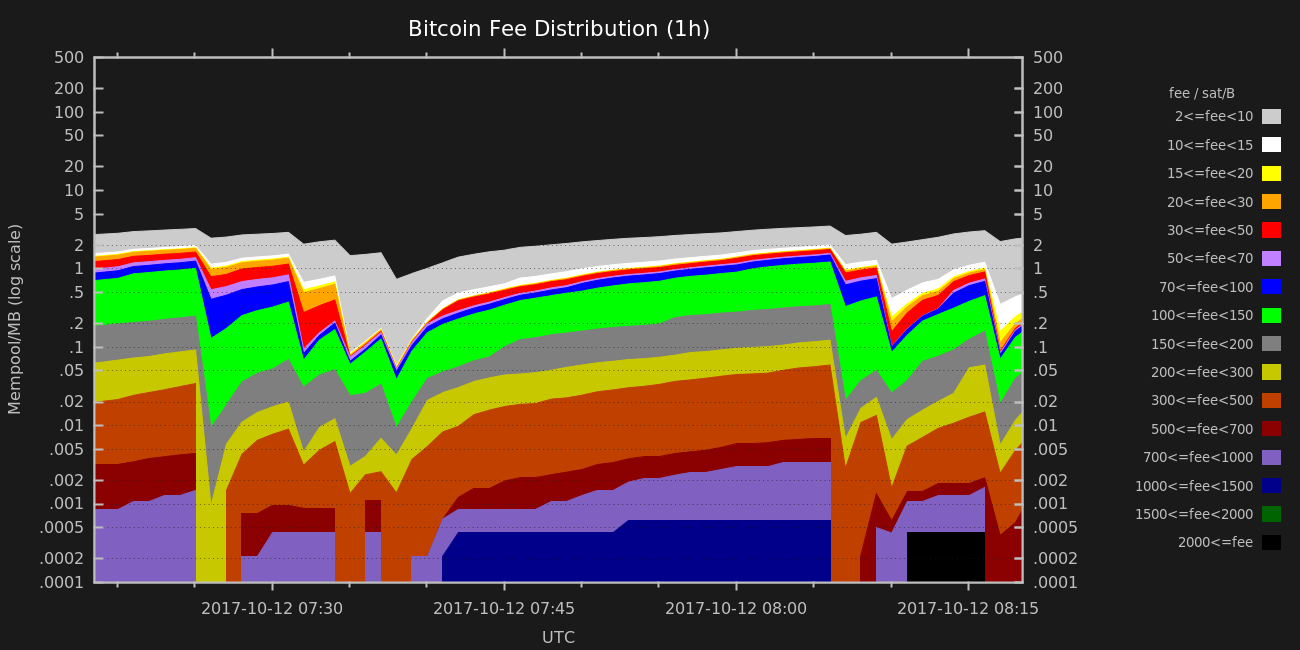 Bitcoin Fee Distribution (1h)
Mempool/MB (log scale)
500
200
100
50
20
10
5
2
1
.5
.2
.1
.05
.02
.01
.005
.002
.001
.0005
.0002
.0001
500
200
100
50
20
10
5
2
1
.5
.2
.1
.05
.02
.01
.005
.002
.001
.0005
.0002
.0001
fee / sat/B
2<=fee<10
10<=fee<15
15<=fee<20
20<=fee<30
30<=fee<50
50<=fee<70
70<=fee<100
100<=fee<150
150<=fee<200
200<=fee<300
300<=fee<500
500<=fee<700
700<=fee<1000
1000<=fee<1500
1500<=fee<2000
2000<=fee
2017-10-12 07:30
2017-10-12 07:45
2017-10-12 08:00
2017-10-12 08:15
UTC